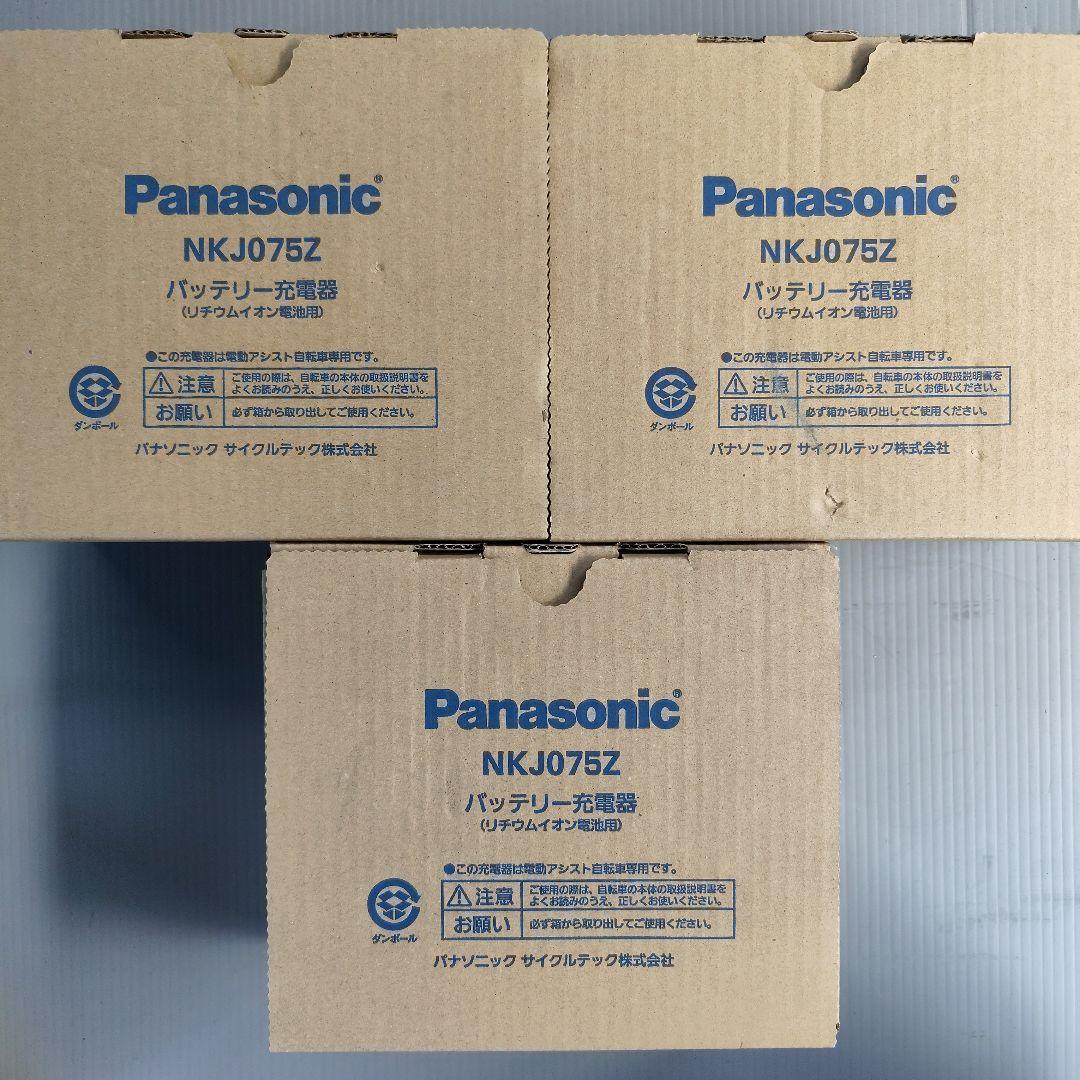 Panasonic®
NKJ075Z
バッテリー充電器
(リチウムイオン電池用)
●この充電器は電動アシスト自転車専用です。
⚠注意 ご使用の際は、自転車の本体の取扱説明書を
よくお読みのうえ、正しくお使いください。
お願い 必ず箱から取り出してご使用ください。
ダンボール
パナソニック サイクルテック株式会社
Panasonic®
NKJ075Z
バッテリー充電器
(リチウムイオン電池用)
●この充電器は電動アシスト自転車専用です。
⚠注意 ご使用の際は、自転車の本体の取扱説明書を
よくお読みのうえ、正しくお使いください。
お願い 必ず箱から取り出してご使用ください。
ダンボール
パナソニック サイクルテック株式会社
Panasonic®
NKJ075Z
バッテリー充電器
(リチウムイオン電池用)
●この充電器は電動アシスト自転車専用です。
⚠注意 ご使用の際は、自転車の本体の取扱説明書を
よくお読みのうえ、正しくお使いください。
お願い 必ず箱から取り出してご使用ください。
ダンボール
パナソニック サイクルテック株式会社